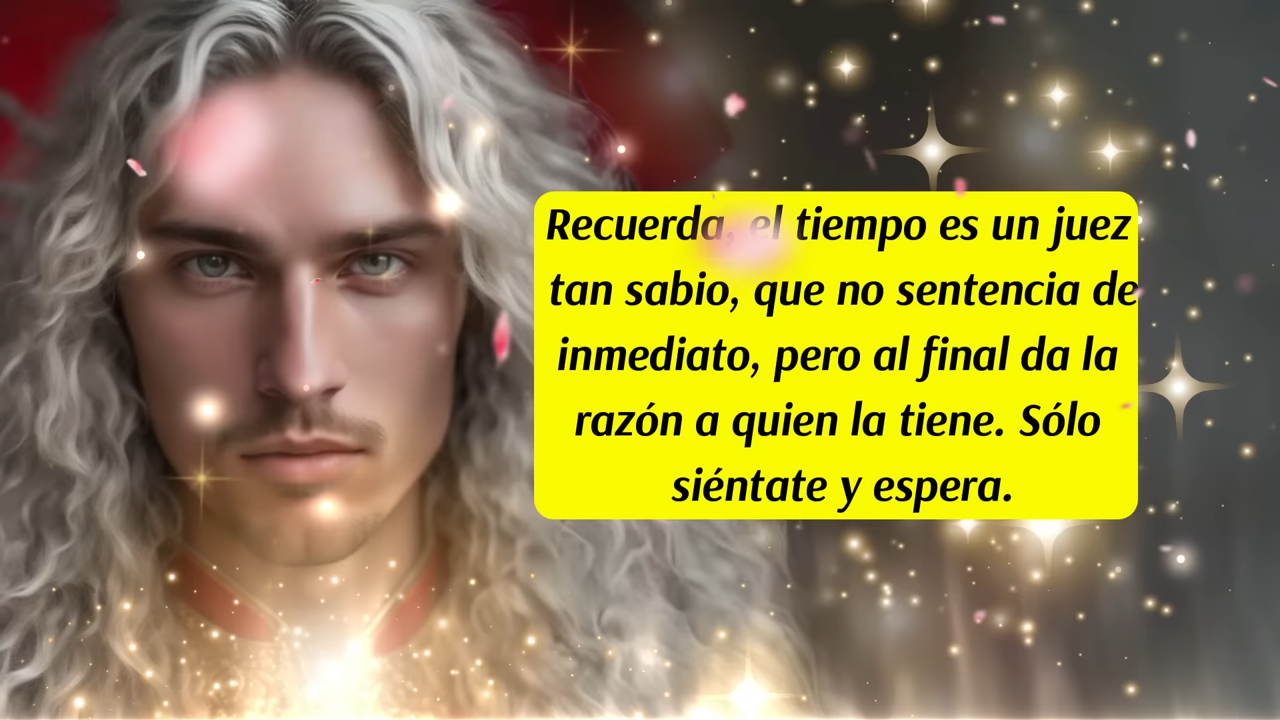 Recuerda, el tiempo es un juez
tan sabio, que no sentencia de
inmediato, pero al final da la
razón a quien la tiene. Sólo
siéntate y espera.